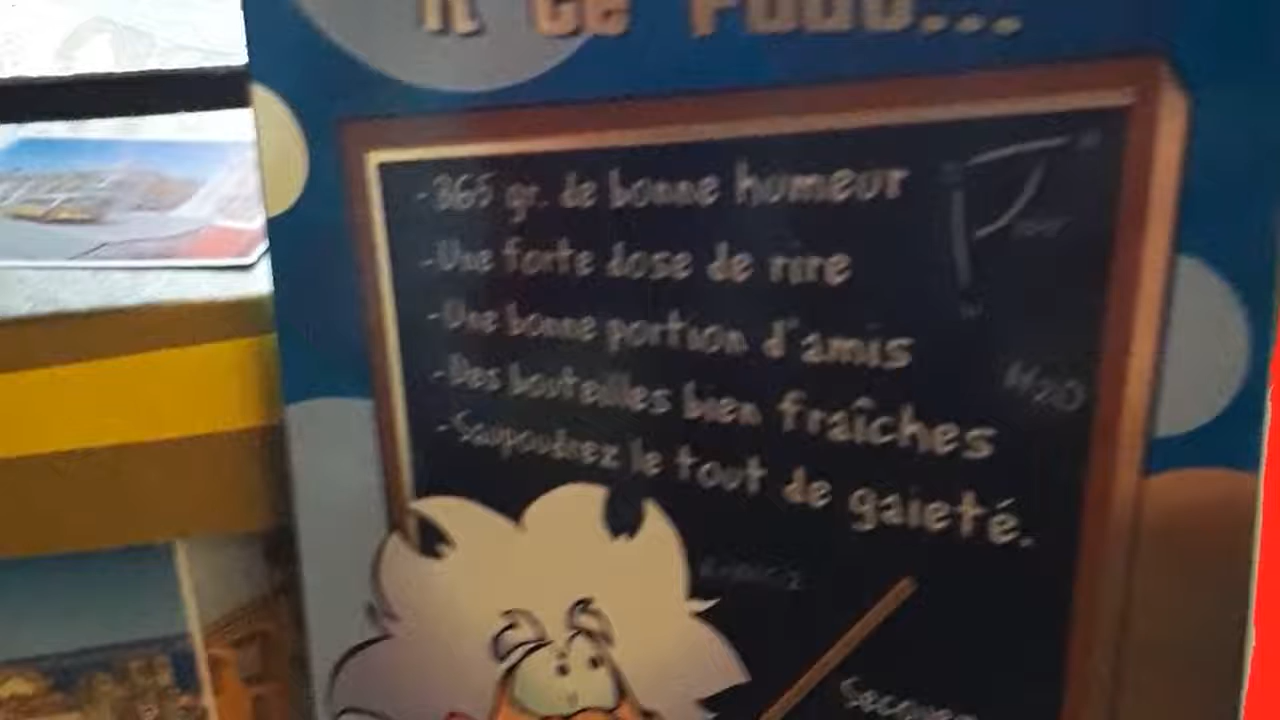 - 365 gr. de bonne humeur
- Une forte dose de rire
- Une bonne portion d'amis
- Des bouteilles bien fraîches
- Saupoudrez le tout de gaieté.
H2O